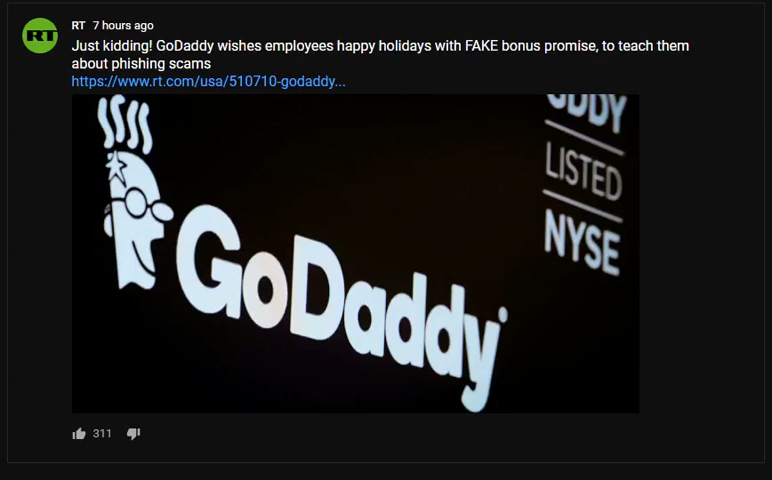 RT 7 hours ago
Just kidding! GoDaddy wishes employees happy holidays with FAKE bonus promise, to teach them
about phishing scams
https://www.rt.com/usa/510710-godaddy...
RT
GoDaddy
LISTED
NYSE
311